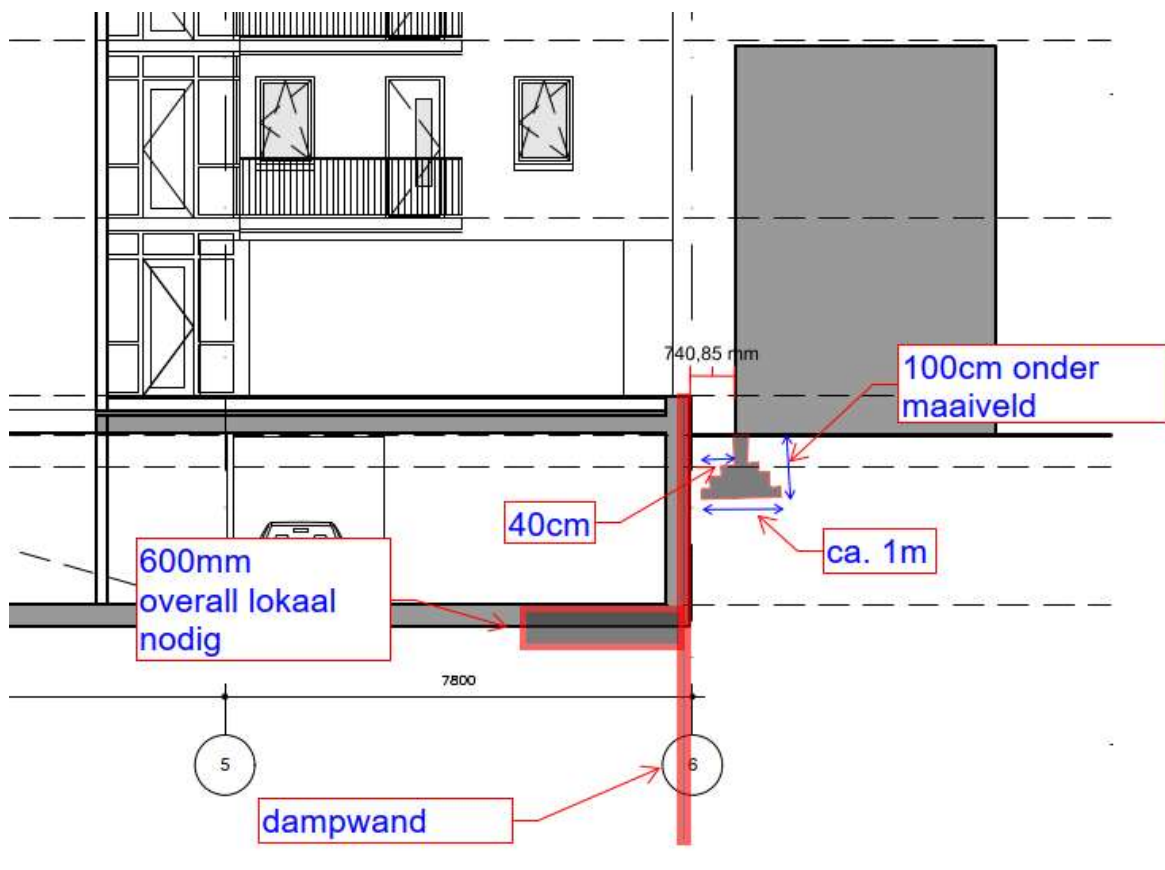 740,85 mm
100cm onder
maaiveld
40cm
ca. 1m
600mm
overall lokaal
nodig
7800
5
6
dampwand